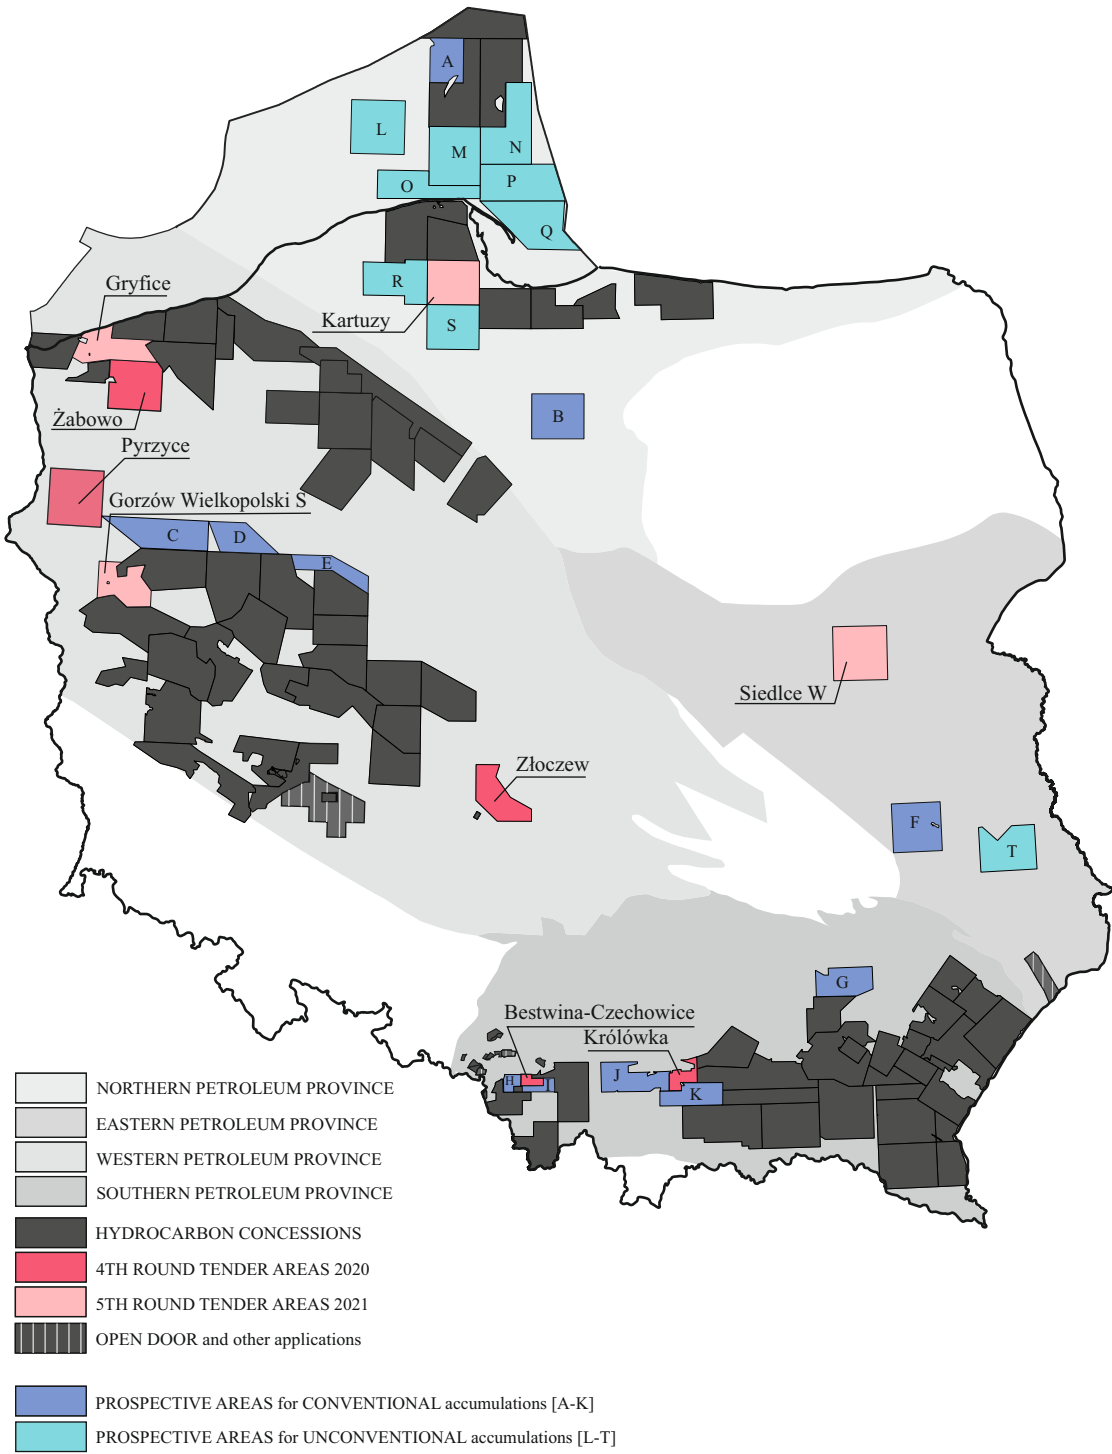 A
L
M
N
O
P
Q
R
Gryfice
Kartuzy
S
Żabowo
B
Pyrzyce
Gorzów Wielkopolski S
C
D
E
Siedlce W
Złoczew
F
T
G
Bestwina-Czechowice
Królówka
H
I
J
K
NORTHERN PETROLEUM PROVINCE
EASTERN PETROLEUM PROVINCE
WESTERN PETROLEUM PROVINCE
SOUTHERN PETROLEUM PROVINCE
HYDROCARBON CONCESSIONS
4TH ROUND TENDER AREAS 2020
5TH ROUND TENDER AREAS 2021
OPEN DOOR and other applications
PROSPECTIVE AREAS for CONVENTIONAL accumulations [A-K]
PROSPECTIVE AREAS for UNCONVENTIONAL accumulations [L-T]